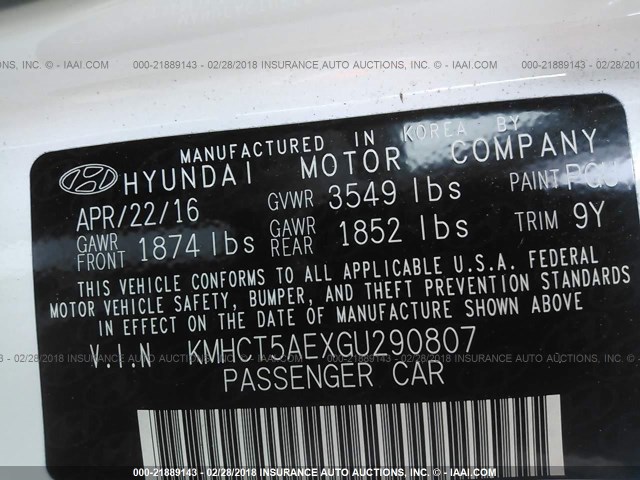 000-21889143 - 02/28/2018 INSURANCE AUTO AUCTIONS, INC. © - IAAI.COM
MANUFACTURED IN KOREA BY
HYUNDAI MOTOR COMPANY
APR/22/16 GVWR 3549 lbs PAINT PGU
GAWR FRONT 1874 lbs GAWR REAR 1852 lbs TRIM 9Y
THIS VEHICLE CONFORMS TO ALL APPLICABLE U.S.A. FEDERAL
MOTOR VEHICLE SAFETY, BUMPER, AND THEFT PREVENTION STANDARDS
IN EFFECT ON THE DATE OF MANUFACTURE SHOWN ABOVE
V.I.N KMHCT5AEXGU290807
PASSENGER CAR
000-21889143 - 02/28/2018 INSURANCE AUTO AUCTIONS, INC. © - IAAI.COM